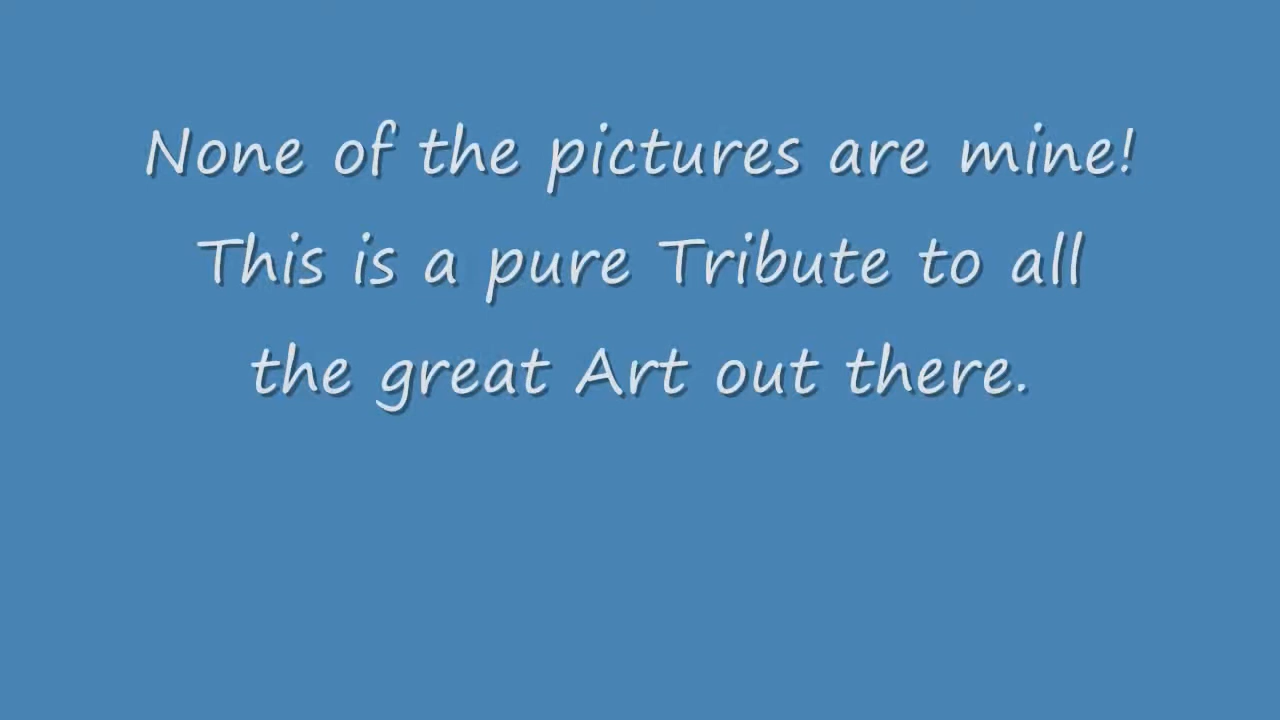 None of the pictures are mine!
This is a pure Tribute to all
the great Art out there.